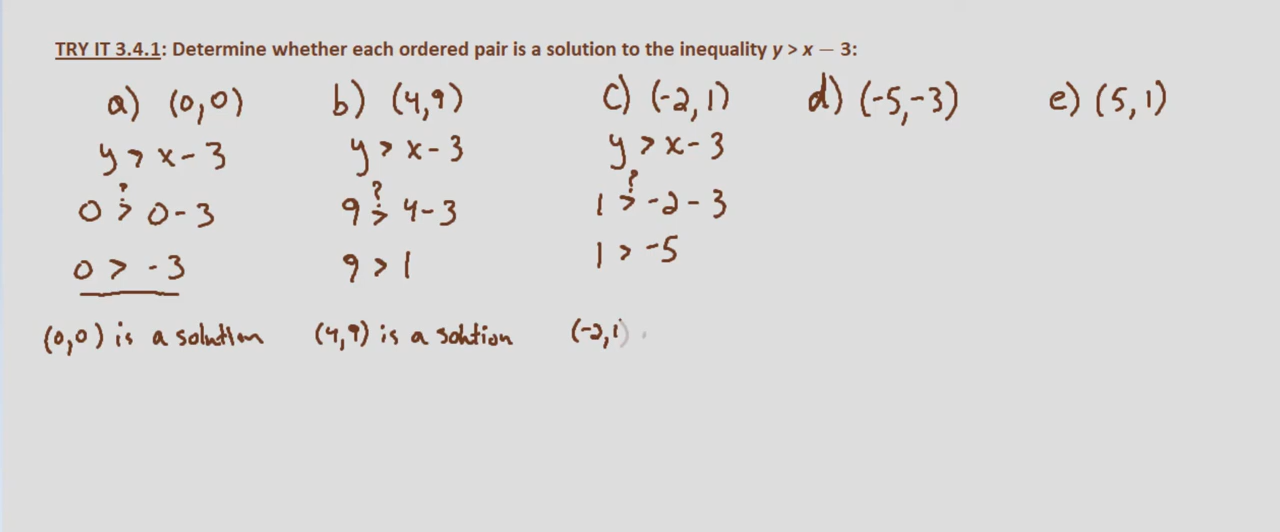 TRY IT 3.4.1: Determine whether each ordered pair is a solution to the inequality y > x – 3:
a) (0,0) b) (4,9) c) (-2,1) d) (-5,-3) e) (5,1)
y > x - 3 y > x - 3 y > x - 3
0 >? 0 - 3 9 >? 4 - 3 1 >? -2 - 3
0 > -3 9 > 1 1 > -5
(0,0) is a solution (4,9) is a solution (-2,1)